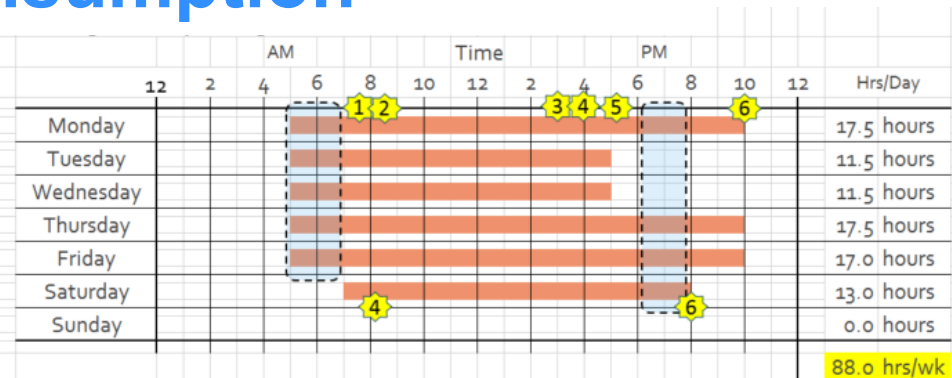 AM Time PM
12 2 4 6 8 10 12 2 4 6 8 10 12 Hrs/Day
1 2 3 4 5 6
Monday 17.5 hours
Tuesday 11.5 hours
Wednesday 11.5 hours
Thursday 17.5 hours
Friday 17.0 hours
Saturday 13.0 hours
4 6
Sunday 0.0 hours
88.0 hrs/wk